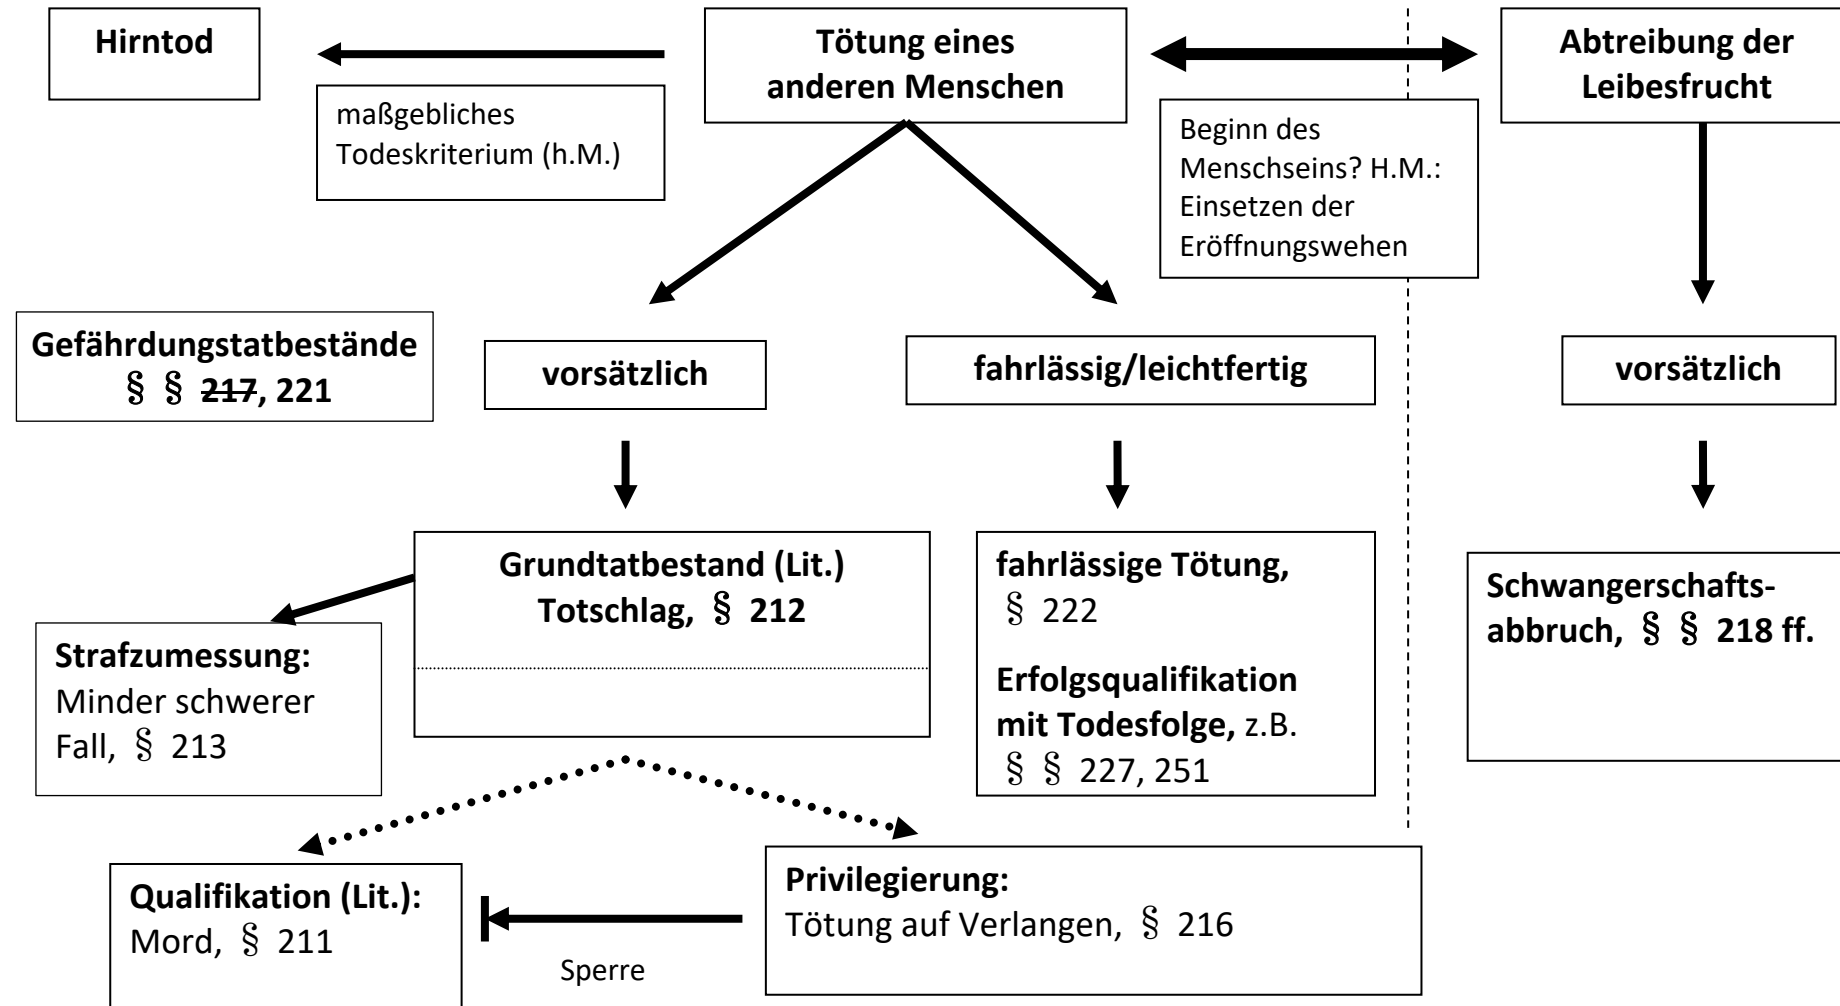 Hirntod
Tötung eines
anderen Menschen
Abtreibung der
Leibesfrucht
maßgebliches
Todeskriterium (h.M.)
Beginn des
Menschseins? H.M.:
Einsetzen der
Eröffnungswehen
Gefährdungstatbestände
§ § 217, 221
vorsätzlich
fahrlässig/leichtfertig
vorsätzlich
Grundtatbestand (Lit.)
Totschlag, § 212
fahrlässige Tötung,
§ 222
Erfolgsqualifikation
mit Todesfolge, z.B.
§ § 227, 251
Schwangerschafts-
abbruch, § § 218 ff.
Strafzumessung:
Minder schwerer
Fall, § 213
Qualifikation (Lit.):
Mord, § 211
Sperre
Privilegierung:
Tötung auf Verlangen, § 216